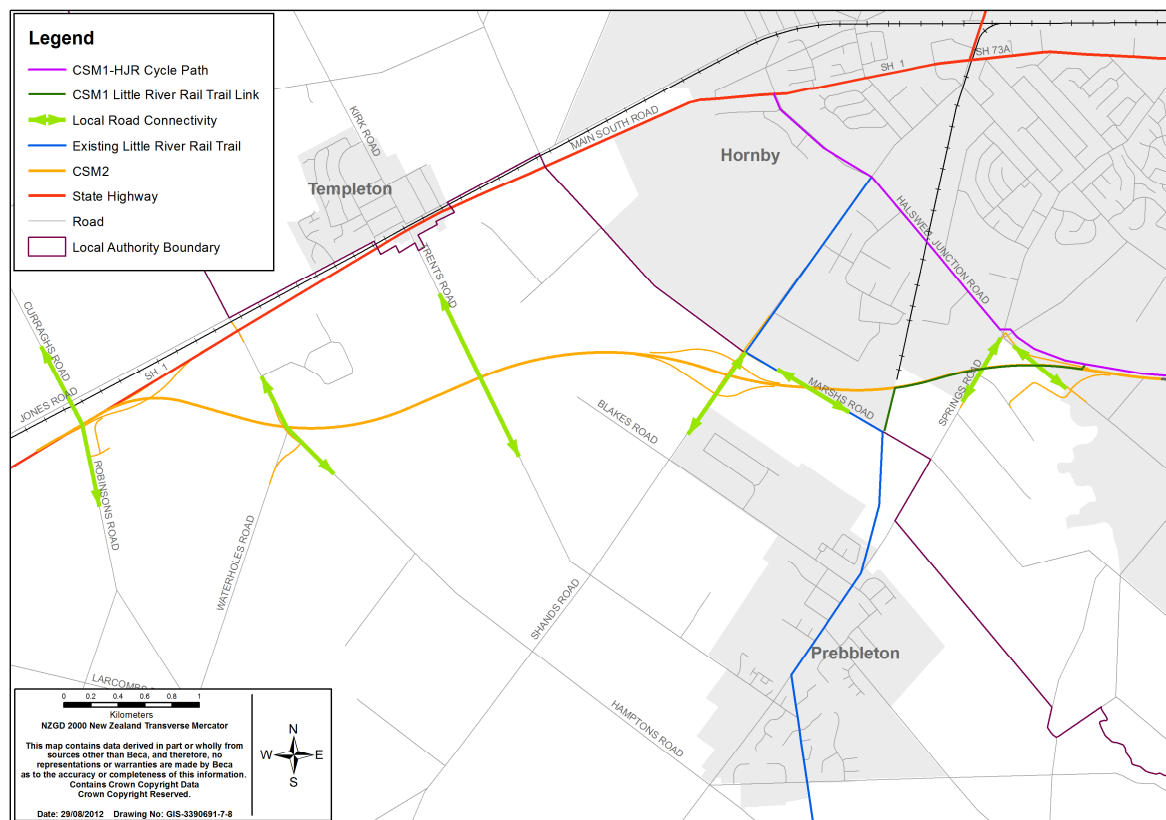 Legend
CSM1-HJR Cycle Path
CSM1 Little River Rail Trail Link
Local Road Connectivity
Existing Little River Rail Trail
CSM2
State Highway
Road
Local Authority Boundary
SH 73A
SH 1
KIRK ROAD
MAIN SOUTH ROAD
Hornby
Templeton
HALSWELL JUNCTION ROAD
TRENTS ROAD
CURRAGHS ROAD
SH 1
JONES ROAD
MARSHS ROAD
SPRINGS ROAD
BLAKES ROAD
ROBINSONS ROAD
WATERHOLES ROAD
SHANDS ROAD
Prebbleton
HAMPTONS ROAD
0 0.2 0.4 0.6 0.8 1
Kilometers
NZGD 2000 New Zealand Transverse Mercator
This map contains data derived in part or wholly from
sources other than Beca, and therefore, no
representations or warranties are made by Beca
as to the accuracy or completeness of this information.
Contains Crown Copyright Data
Crown Copyright Reserved.
Date: 29/08/2012 Drawing No: GIS-3390691-7-8
N
W E
S